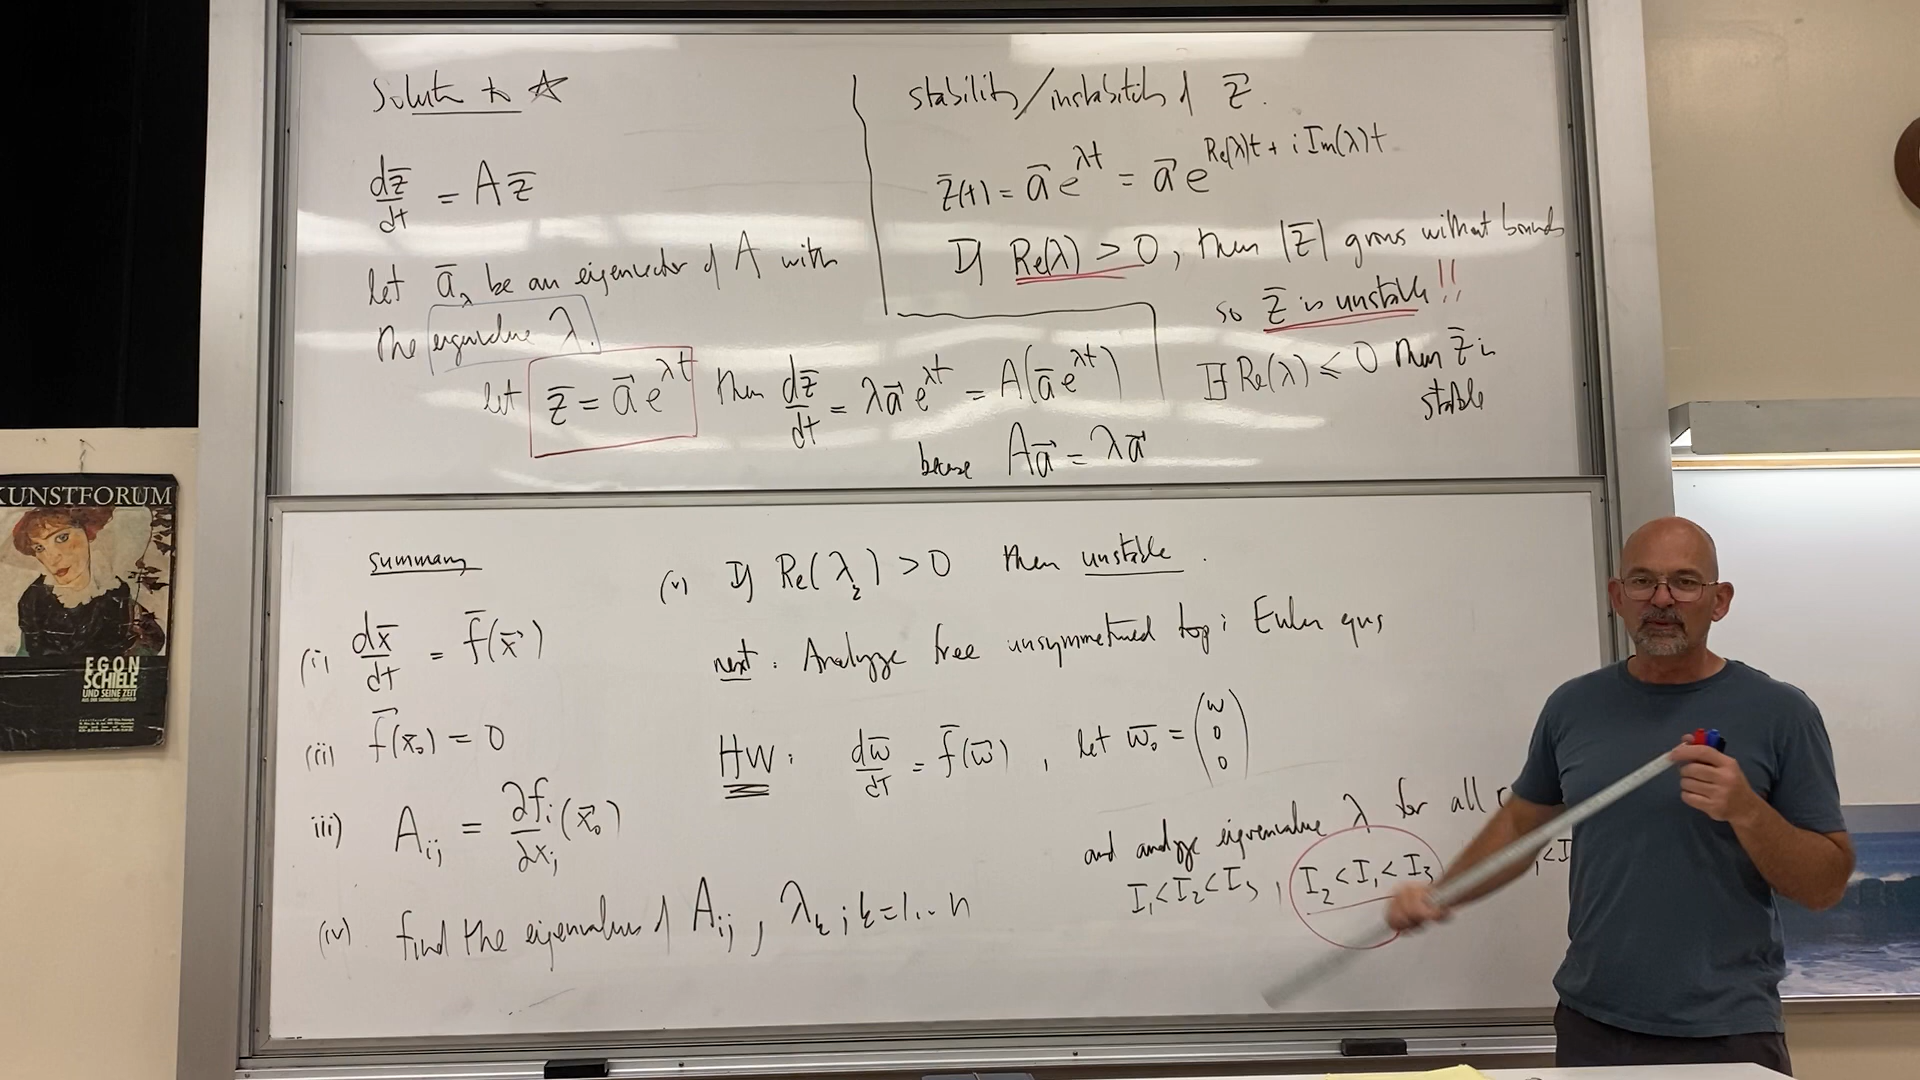 Solut to ☆
dz̄/dt = A z̄
let ā_λ be an eigenvector of A with
the eigenvalue λ.
let z̄ = a⃗ e^{λt} then dz̄/dt = λ a⃗ e^{λt} = A(ā e^{λt})
because A a⃗ = λ a⃗
stability/instability of z̄.
z̄(t) = a⃗ e^{λt} = a⃗ e^{Re(λ)t + i Im(λ)t}
If Re(λ) > 0, then |z̄| grows without bounds
so z̄ is unstable!!
If Re(λ) ≤ 0 then z̄ is
stable
summary
(i) dx̄/dt = f̄(x⃗)
(ii) f⃗(x̄₀) = 0
iii) A_ij = ∂f_i/∂x_j (x⃗₀)
(iv) find the eigenvalues of A_ij, λ_k; k=1..n
(v) If Re(λ_k) > 0 then unstable.
next: Analyze free unsymmetrical top: Euler eqns
HW: dω̄/dt = f̄(ω̄), let ω̄₀ = (ω 0 0)
and analyze eigenvalue λ for all
I₁<I₂<I₃, I₂<I₁<I₃
KUNSTFORUM
EGON
SCHIELE
UND SEINE ZEIT